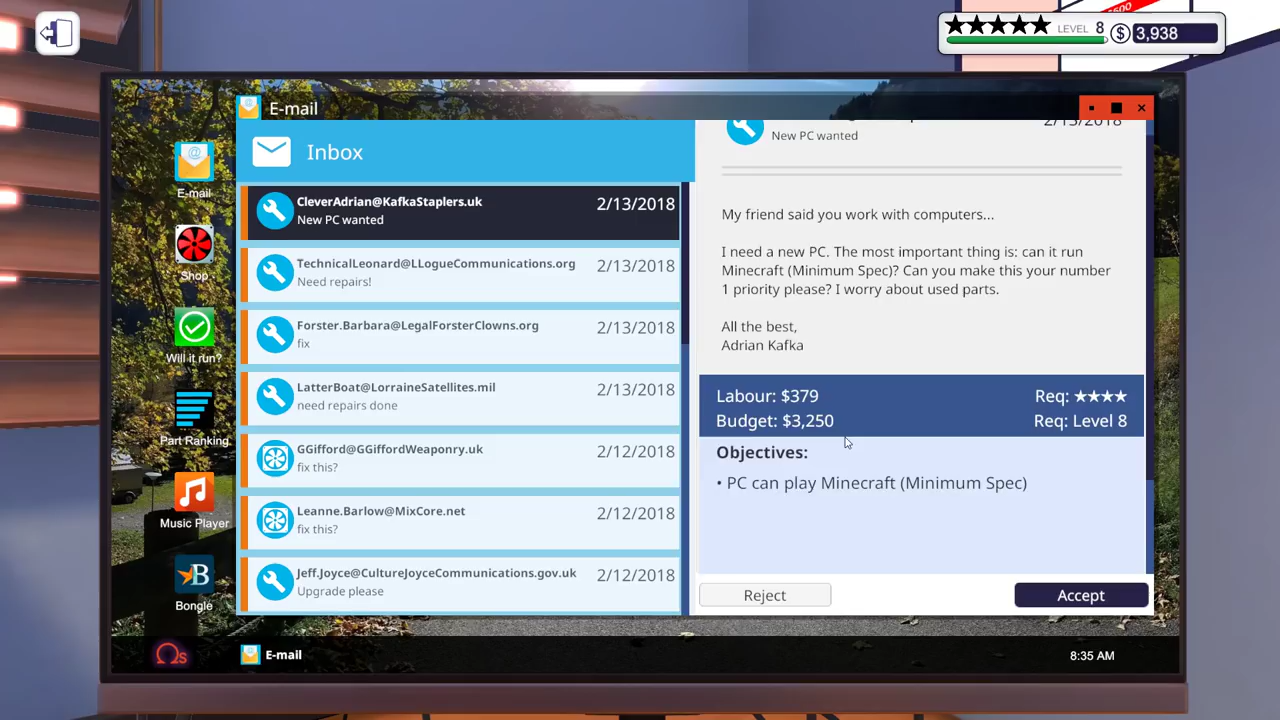 LEVEL 8
$ 3,938
E-mail
Inbox
CleverAdrian@KafkaStaplers.uk
2/13/2018
New PC wanted
TechnicalLeonard@LLogueCommunications.org
2/13/2018
Need repairs!
Forster.Barbara@LegalForsterClowns.org
2/13/2018
fix
LatterBoat@LorraineSatellites.mil
2/13/2018
need repairs done
GGifford@GGiffordWeaponry.uk
2/12/2018
fix this?
Leanne.Barlow@MixCore.net
2/12/2018
fix this?
Jeff.Joyce@CultureJoyceCommunications.gov.uk
2/12/2018
Upgrade please
2/13/2018
New PC wanted
My friend said you work with computers...
I need a new PC. The most important thing is: can it run
Minecraft (Minimum Spec)? Can you make this your number
1 priority please? I worry about used parts.
All the best,
Adrian Kafka
Labour: $379
Req: ★★★★
Budget: $3,250
Req: Level 8
Objectives:
• PC can play Minecraft (Minimum Spec)
Reject
Accept
E-mail
Shop
Will it run?
Part Ranking
Music Player
B
Bongle
Ωs
E-mail
8:35 AM